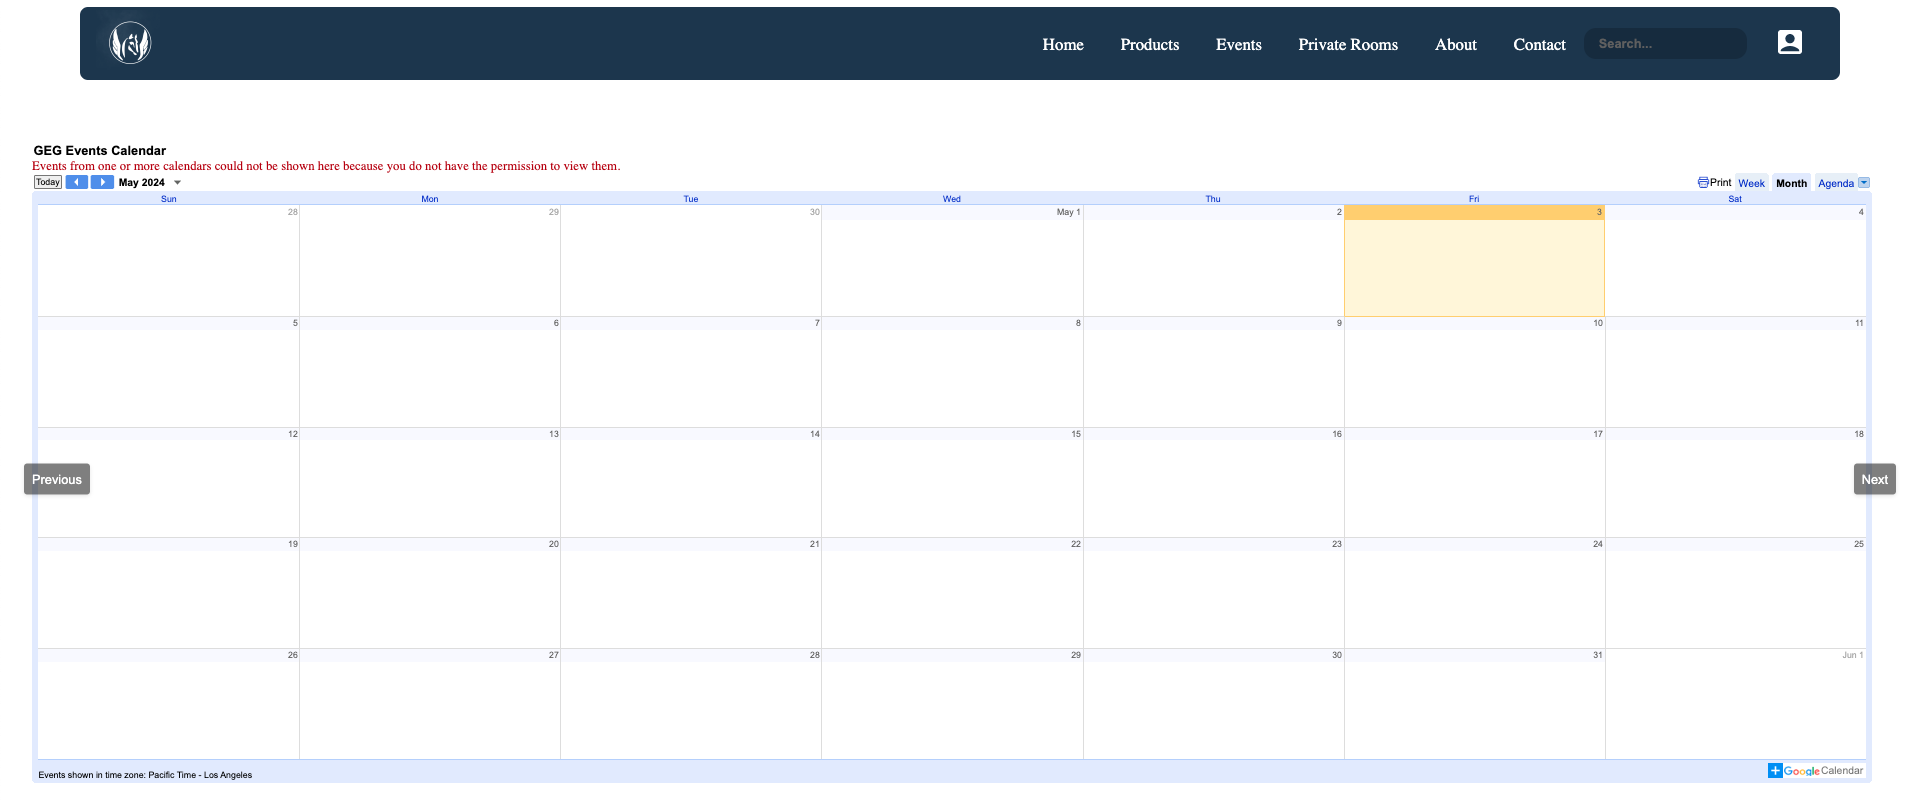 Home Products Events Private Rooms About Contact Search...
GEG Events Calendar
Events from one or more calendars could not be shown here because you do not have the permission to view them.
Today May 2024 Print Week Month Agenda
Sun Mon Tue Wed Thu Fri Sat
28 29 30 May 1 2 3 4
5 6 7 8 9 10 11
12 13 14 15 16 17 18
Previous Next
19 20 21 22 23 24 25
26 27 28 29 30 31 Jun 1
Events shown in time zone: Pacific Time - Los Angeles
Google Calendar